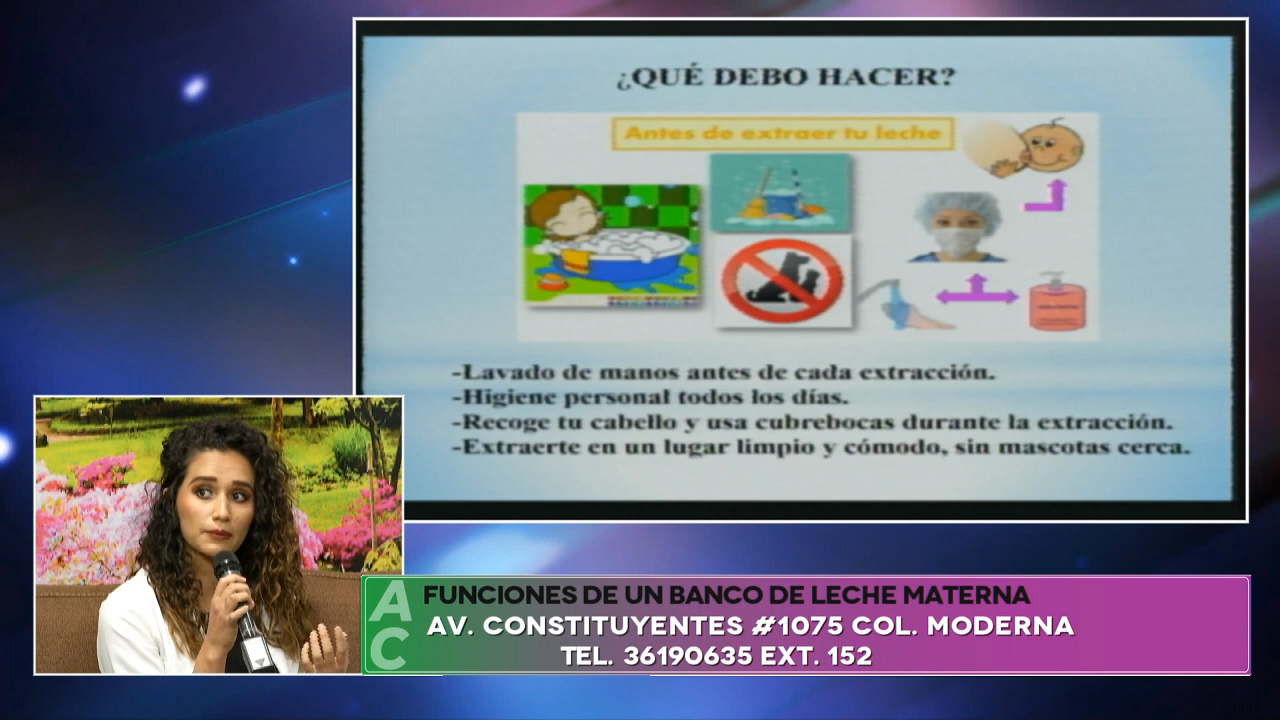 ¿QUÉ DEBO HACER?
Antes de extraer tu leche
-Lavado de manos antes de cada extracción.
-Higiene personal todos los días.
-Recoge tu cabello y usa cubrebocas durante la extracción.
-Extraerte en un lugar limpio y cómodo, sin mascotas cerca.
AC
FUNCIONES DE UN BANCO DE LECHE MATERNA
AV. CONSTITUYENTES #1075 COL. MODERNA
TEL. 36190635 EXT. 152